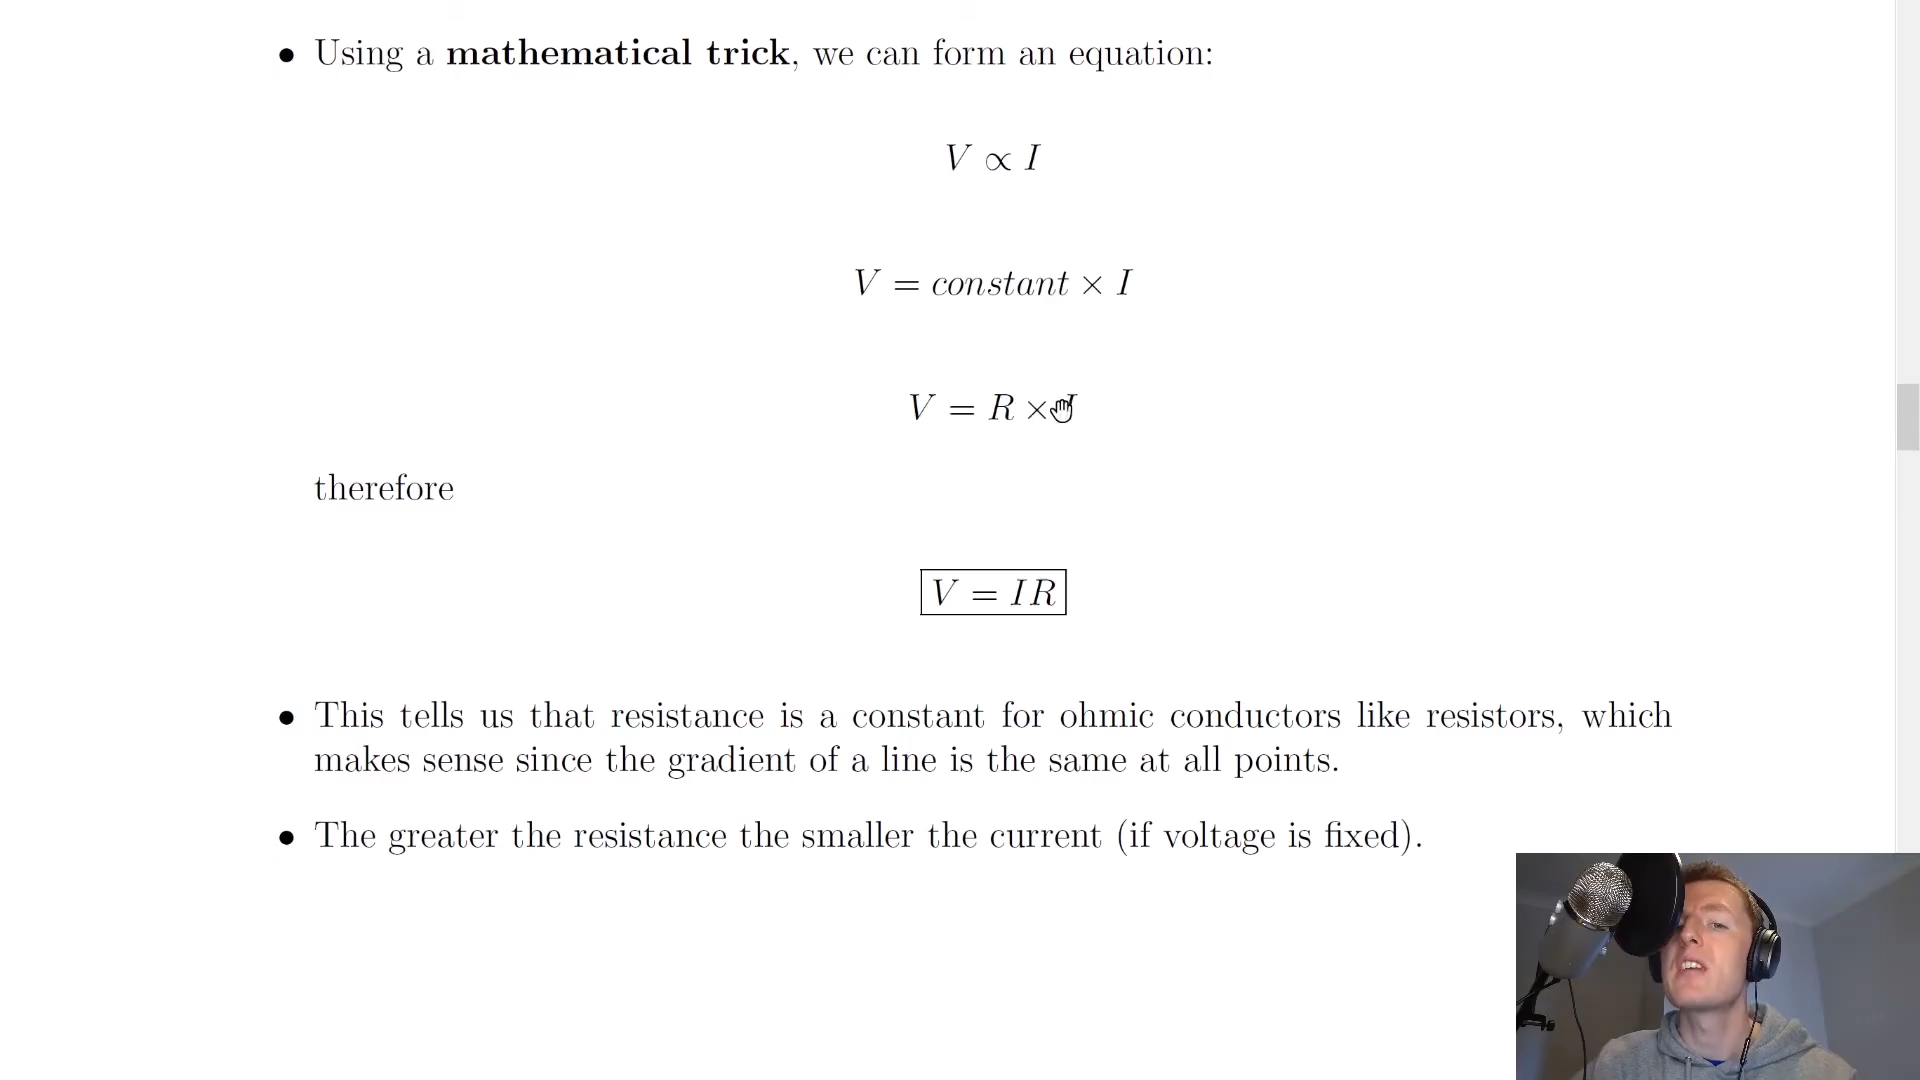 • Using a mathematical trick, we can form an equation:
V ∝ I
V = constant × I
V = R ×
therefore
V = IR
• This tells us that resistance is a constant for ohmic conductors like resistors, which
makes sense since the gradient of a line is the same at all points.
• The greater the resistance the smaller the current (if voltage is fixed).